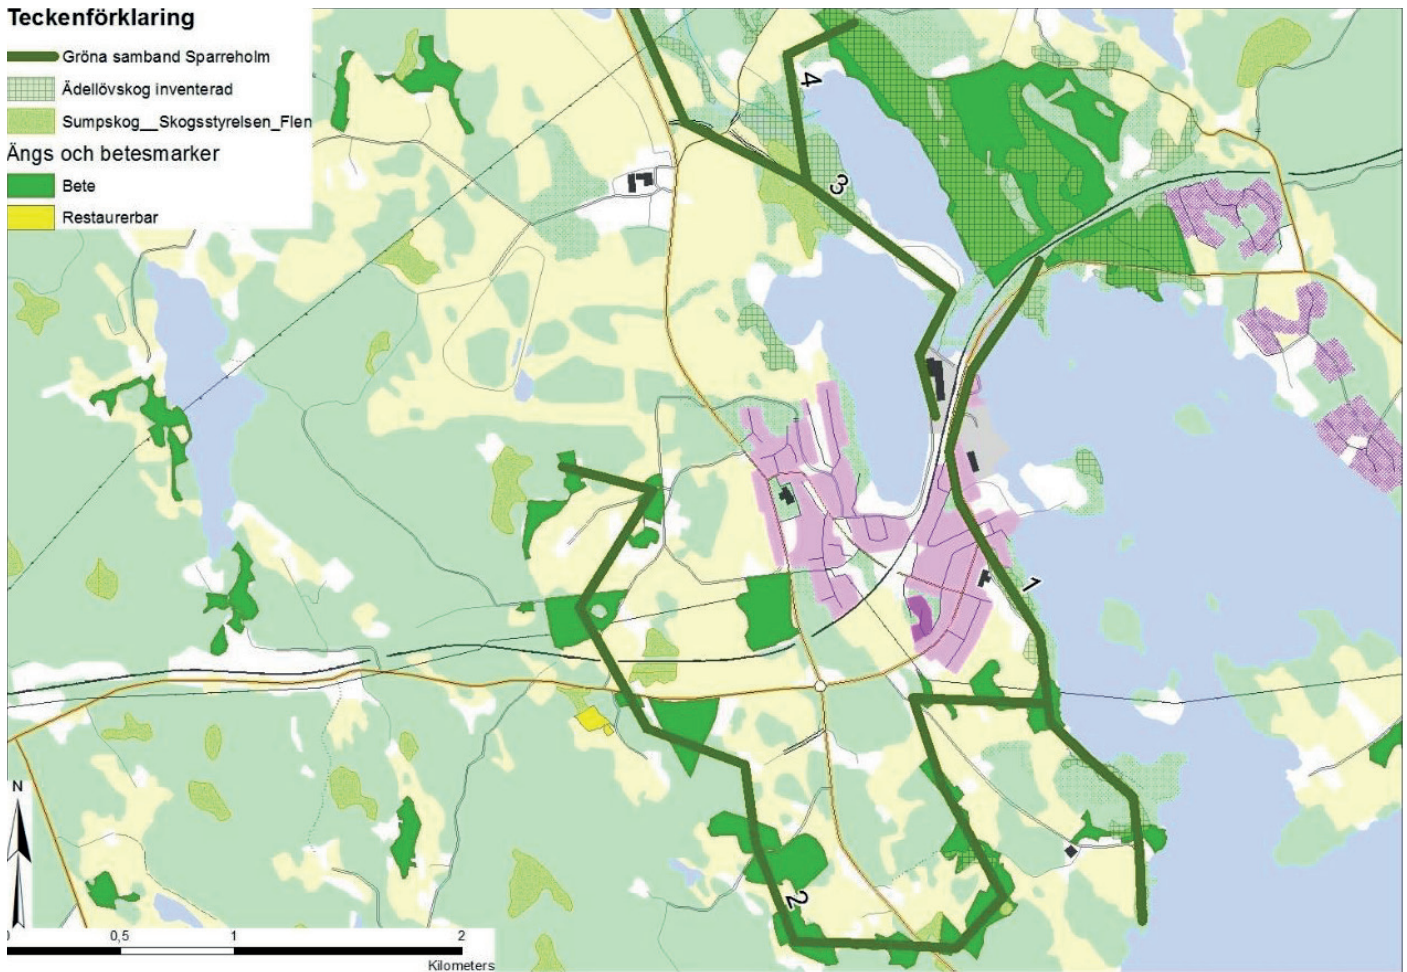 Teckenförklaring
Gröna samband Sparreholm
Ädellövskog inventerad
Sumpskog__Skogsstyrelsen_Flen
Ängs och betesmarker
Bete
Restaurerbar
4
3
1
2
N
0 0,5 1 2
Kilometers